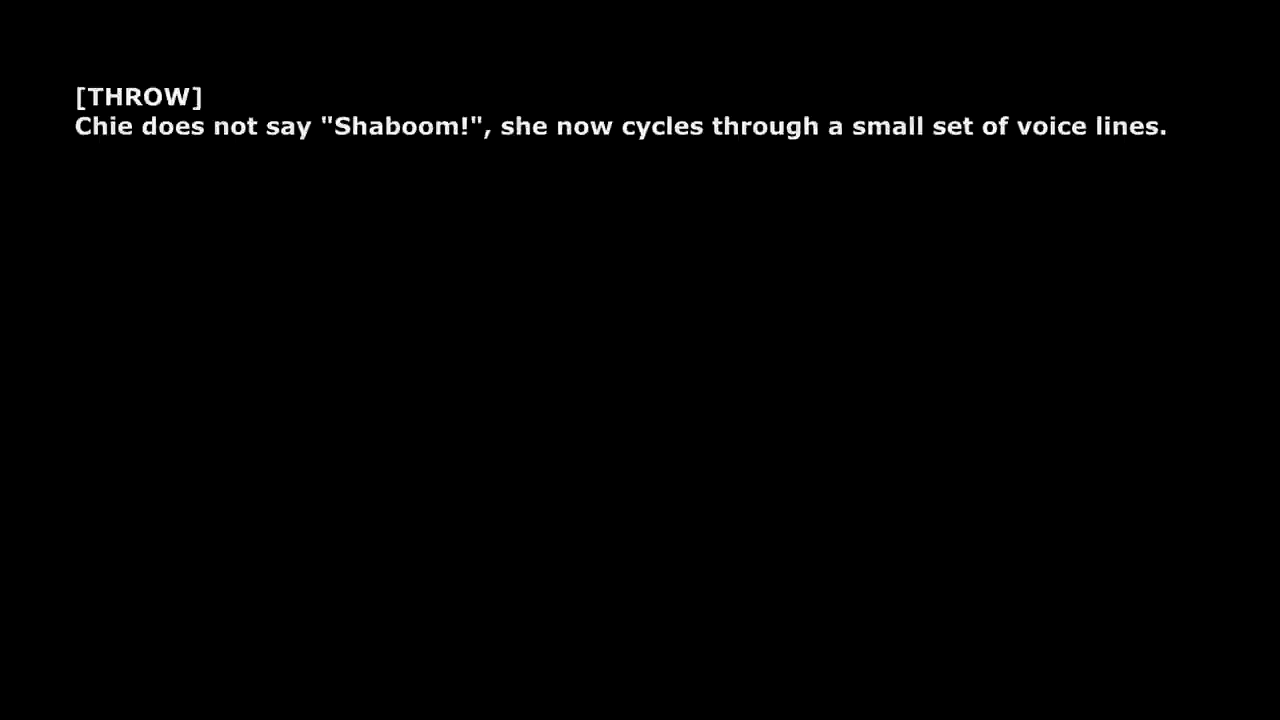 [THROW]
Chie does not say "Shaboom!", she now cycles through a small set of voice lines.